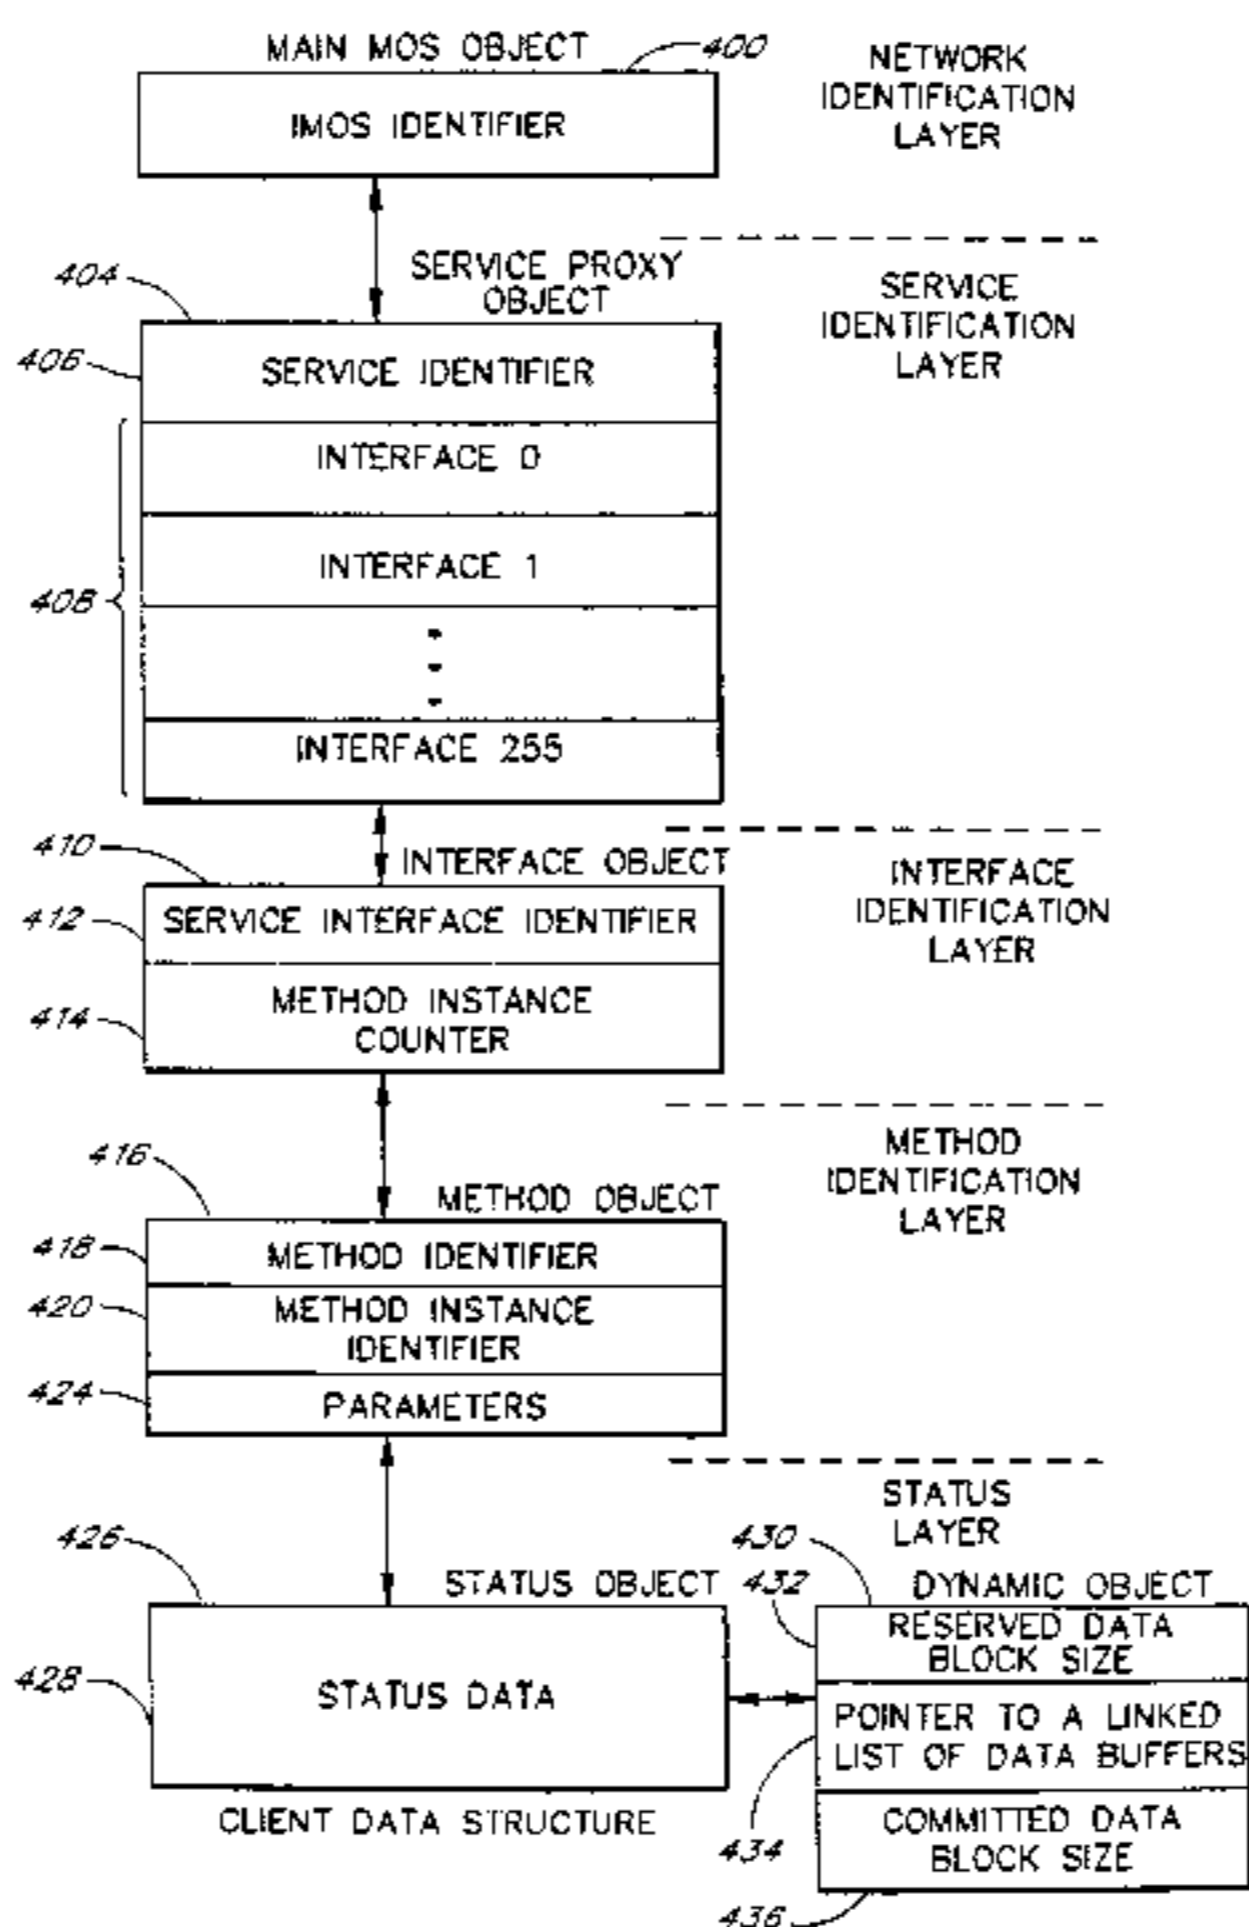 MAIN MOS OBJECT
400
NETWORK
IDENTIFICATION
LAYER
IMOS IDENTIFIER
SERVICE PROXY
OBJECT
404
SERVICE
IDENTIFICATION
LAYER
406
SERVICE IDENTIFIER
INTERFACE 0
INTERFACE 1
408
INTERFACE 255
410
INTERFACE OBJECT
INTERFACE
IDENTIFICATION
LAYER
412
SERVICE INTERFACE IDENTIFIER
414
METHOD INSTANCE
COUNTER
METHOD
IDENTIFICATION
LAYER
416
METHOD OBJECT
418
METHOD IDENTIFIER
420
METHOD INSTANCE
IDENTIFIER
424
PARAMETERS
STATUS
LAYER
426
STATUS OBJECT
430
432
DYNAMIC OBJECT
RESERVED DATA
BLOCK SIZE
428
STATUS DATA
POINTER TO A LINKED
LIST OF DATA BUFFERS
434
COMMITTED DATA
BLOCK SIZE
436
CLIENT DATA STRUCTURE